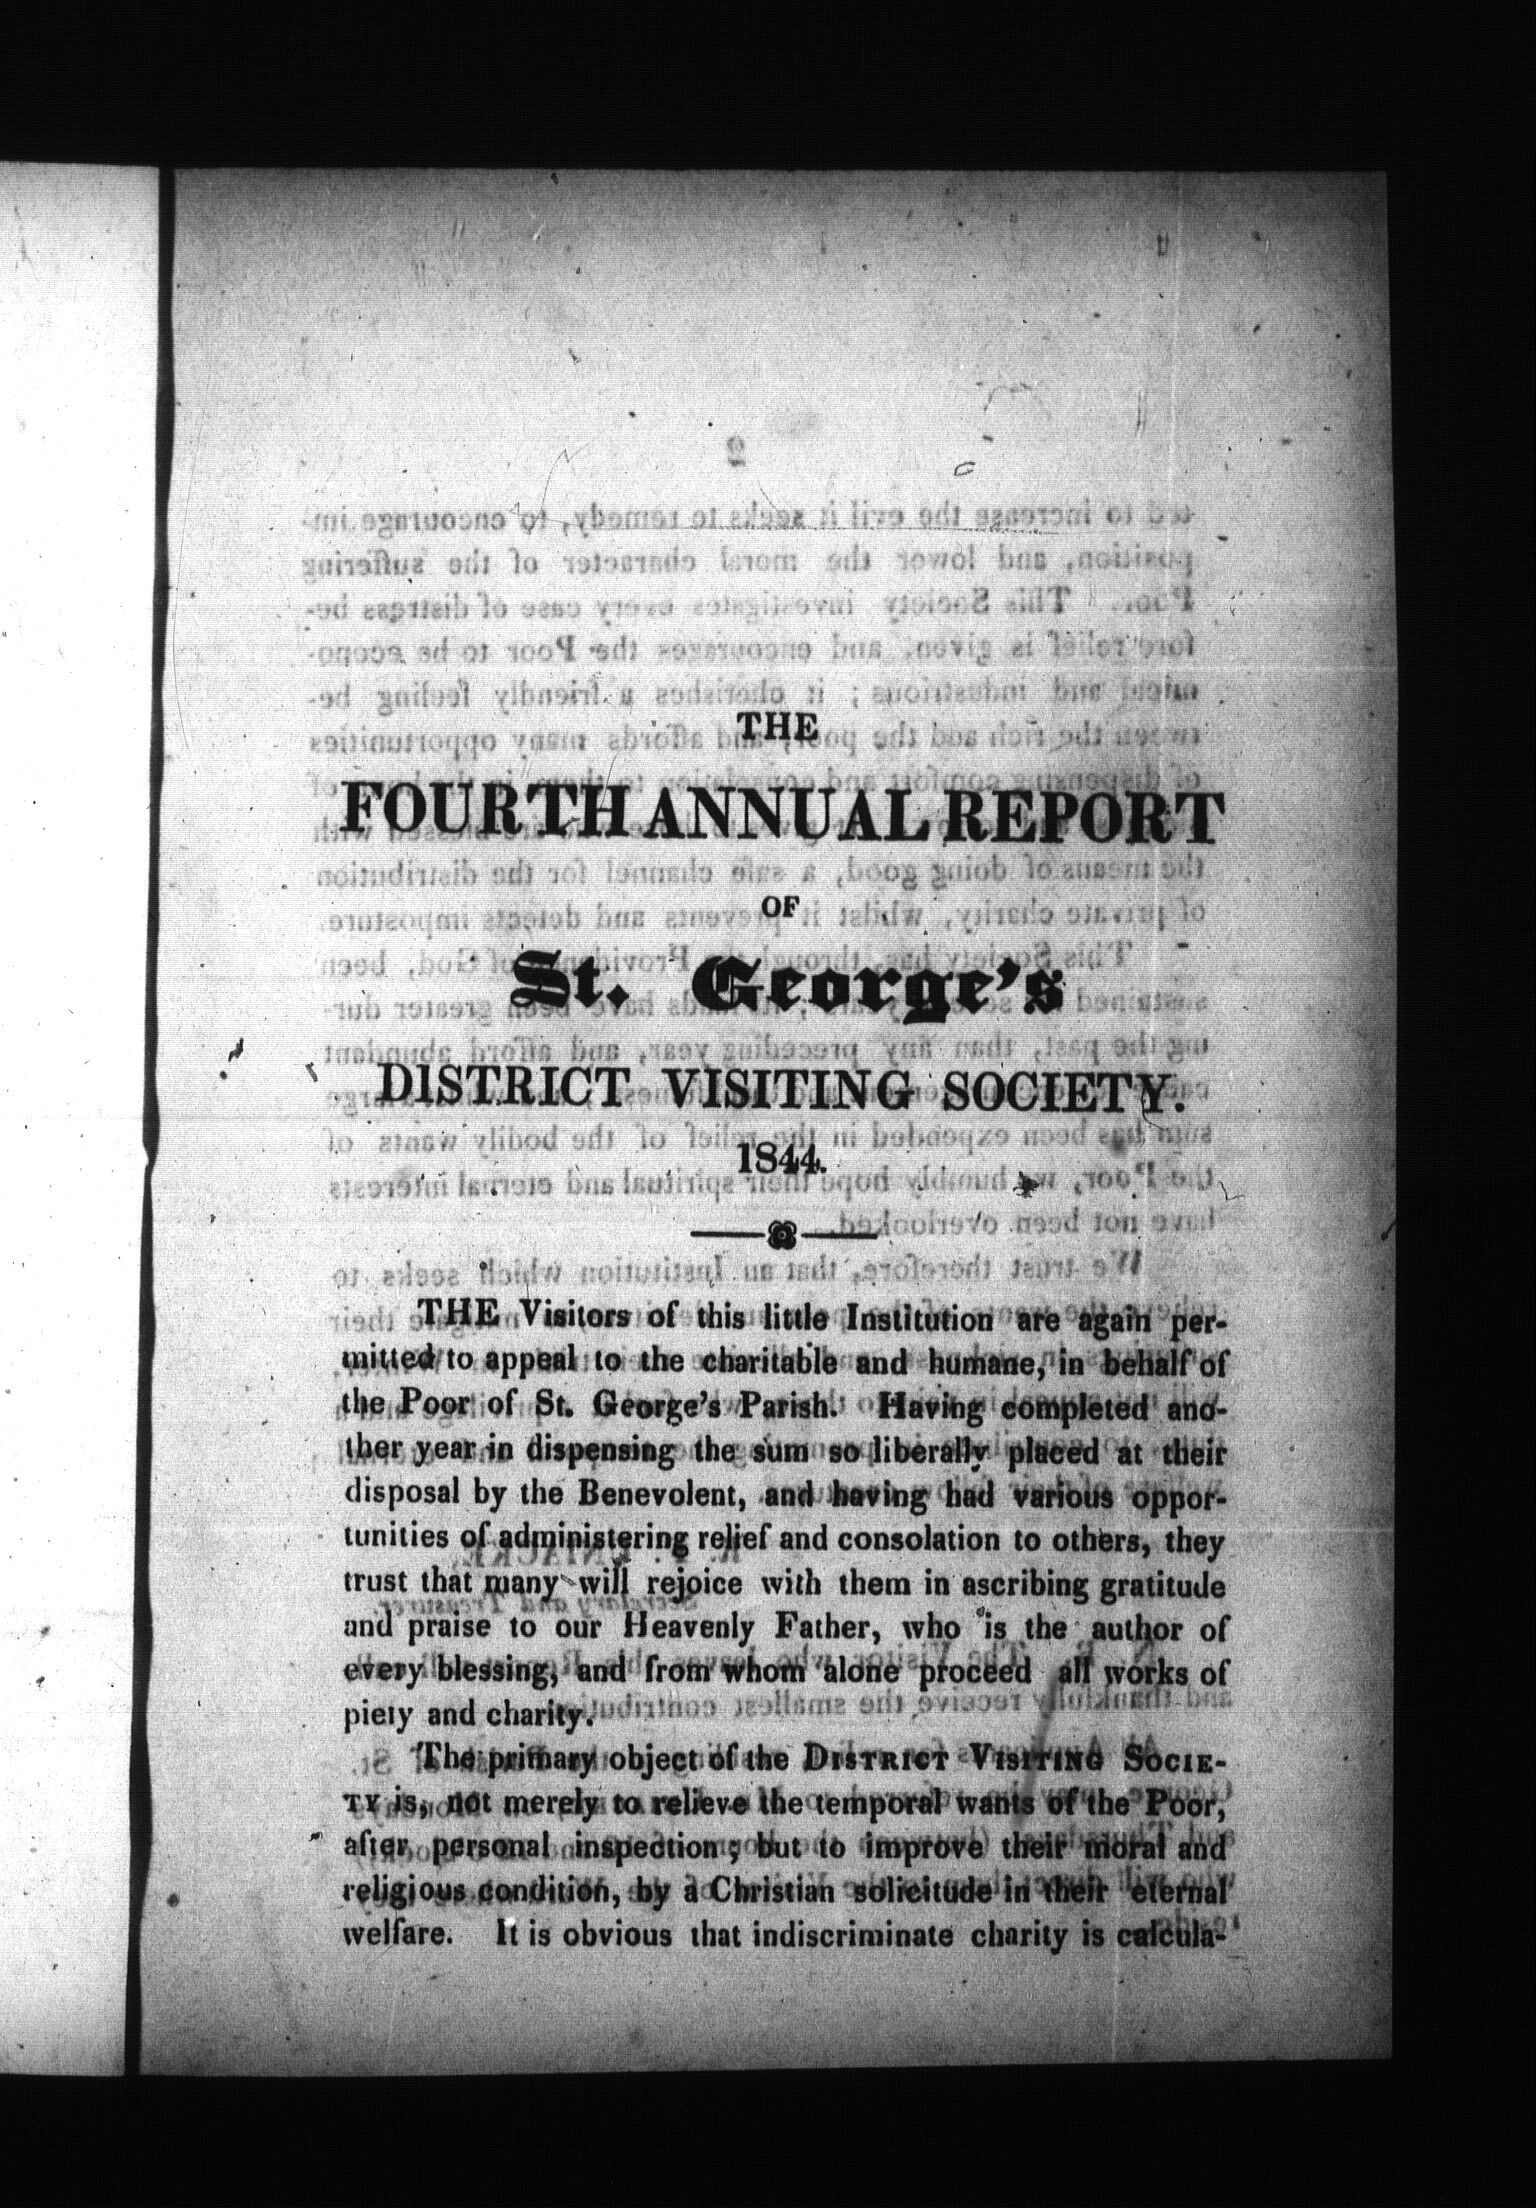 THE
FOURTH ANNUAL REPORT
OF
St. George's
DISTRICT VISITING SOCIETY.
1844.
THE Visitors of this little Institution are again per-
mitted to appeal to the charitable and humane, in behalf of
the Poor of St. George's Parish. Having completed ano-
ther year in dispensing the sum so liberally placed at their
disposal by the Benevolent, and having had various oppor-
tunities of administering relief and consolation to others, they
trust that many will rejoice with them in ascribing gratitude
and praise to our Heavenly Father, who is the author of
every blessing, and from whom alone proceed all works of
piety and charity.
The primary object of the DISTRICT VISITING SOCIE-
TY is, not merely to relieve the temporal wants of the Poor,
after personal inspection; but to improve their moral and
religious condition, by a Christian solicitude in their eternal
welfare. It is obvious that indiscriminate charity is calcula-